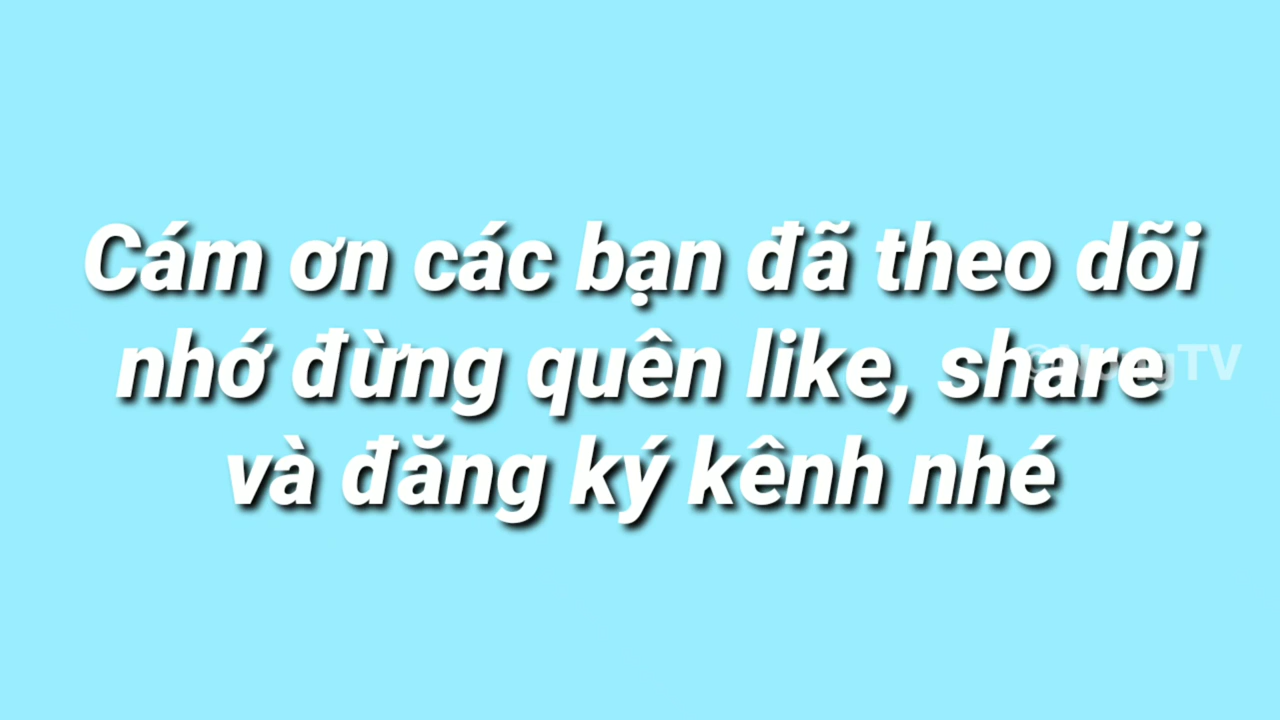 Cám ơn các bạn đã theo dõi
nhớ đừng quên like, share
và đăng ký kênh nhé